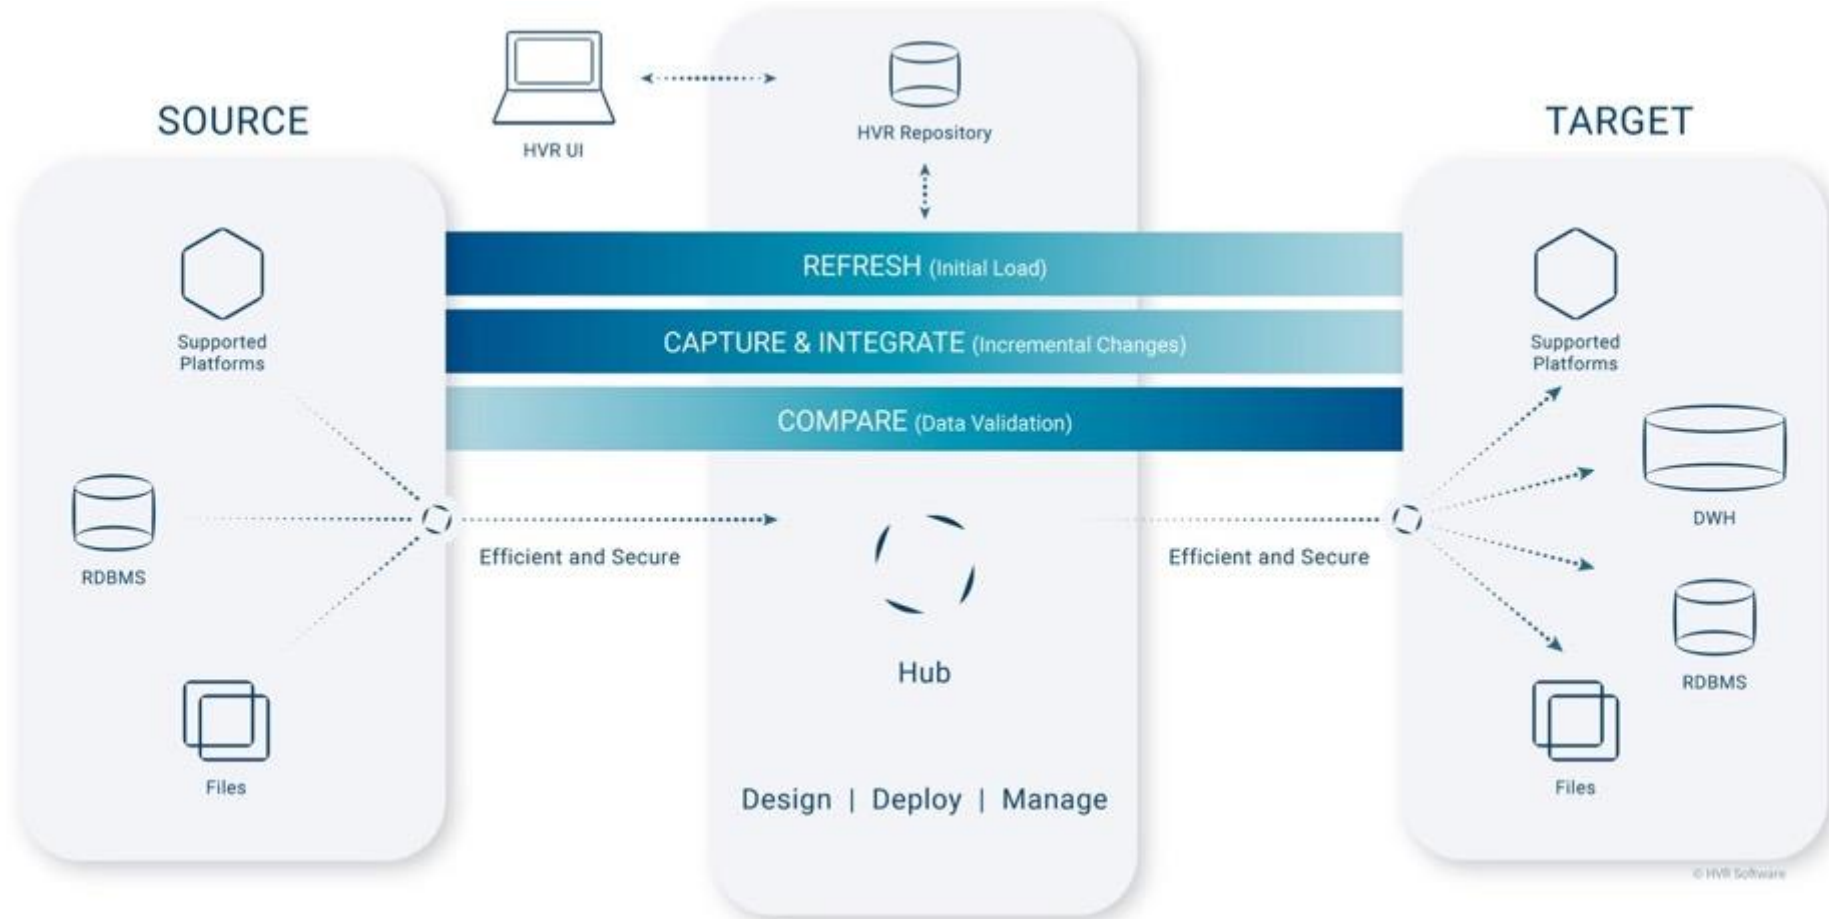 SOURCE
HVR UI
HVR Repository
TARGET
Supported
Platforms
RDBMS
Files
REFRESH (Initial Load)
CAPTURE & INTEGRATE (Incremental Changes)
COMPARE (Data Validation)
Efficient and Secure
Hub
Design | Deploy | Manage
Efficient and Secure
Supported
Platforms
DWH
RDBMS
Files
© HVR Software